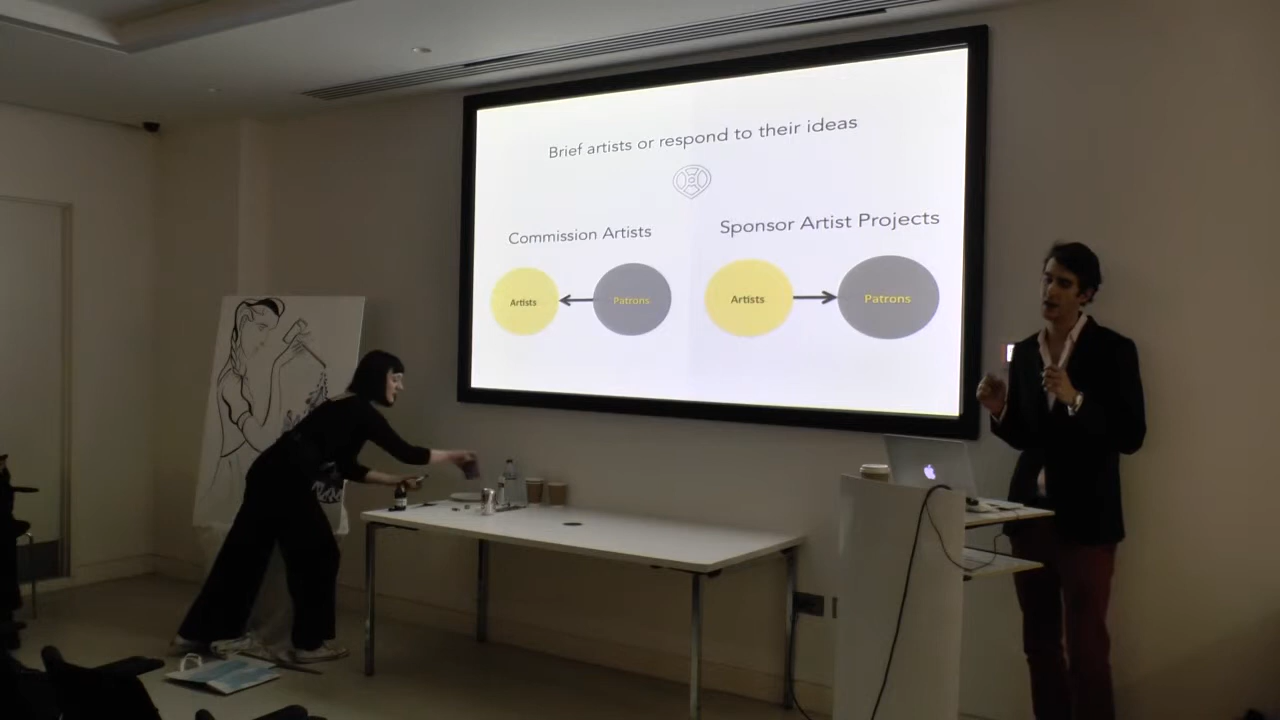 Brief artists or respond to their ideas
Commission Artists
Sponsor Artist Projects
Artists
Patrons
Artists
Patrons